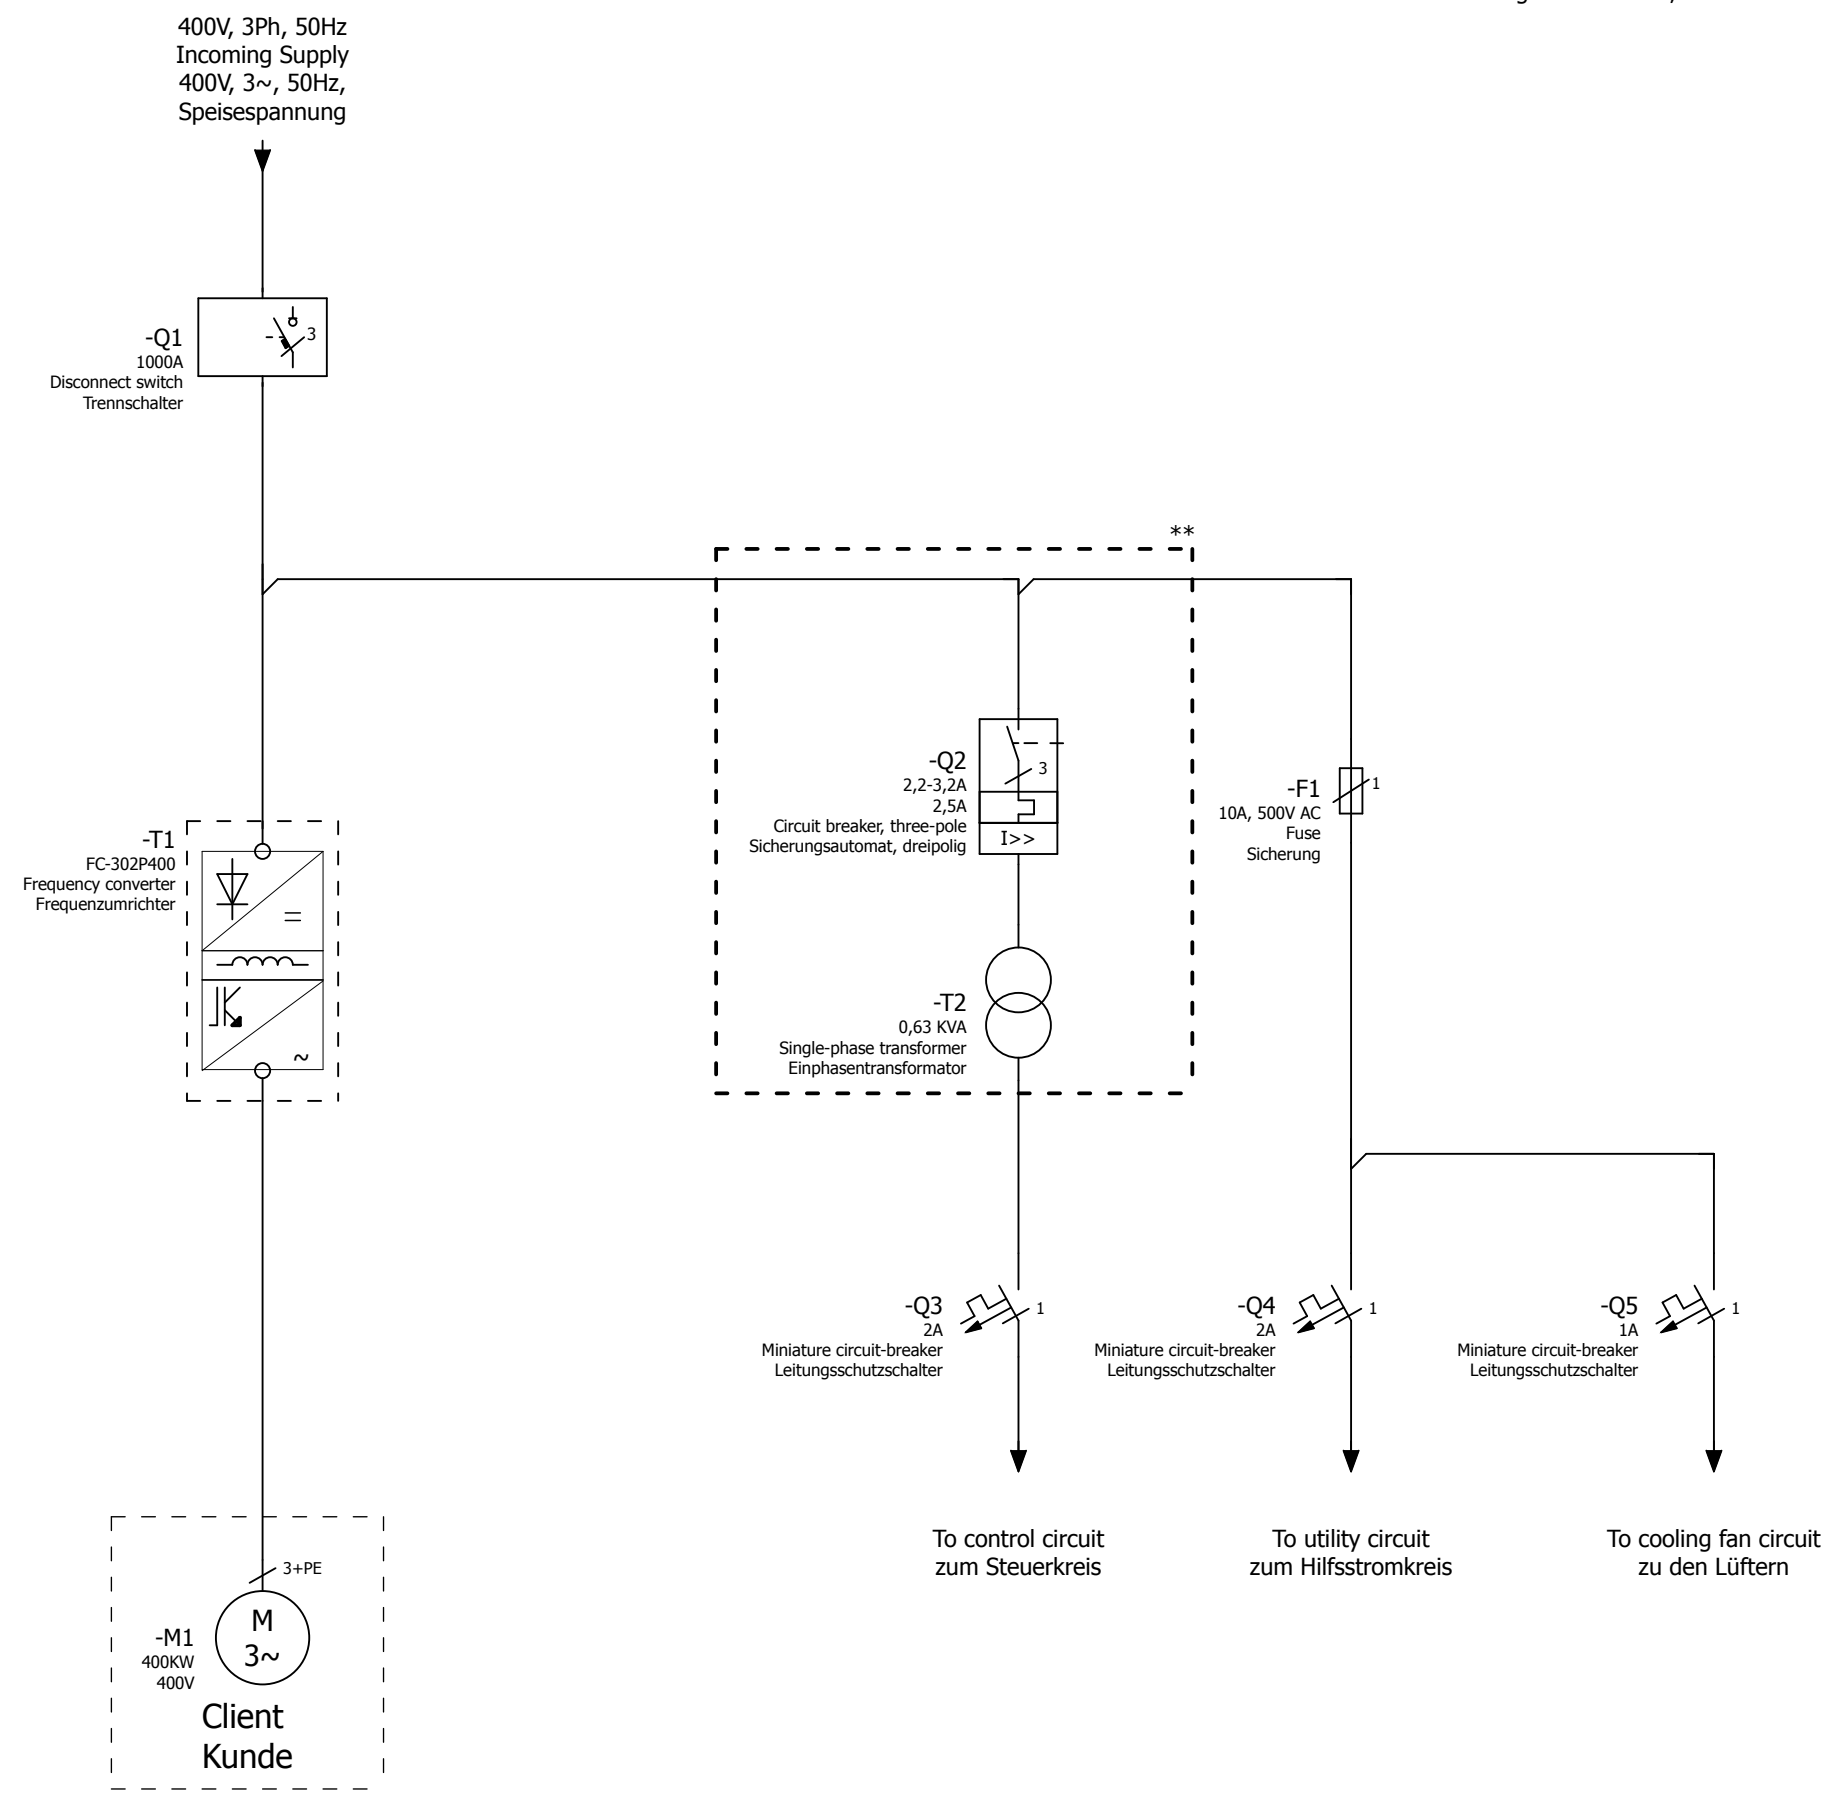 400V, 3Ph, 50Hz
Incoming Supply
400V, 3~, 50Hz,
Speisespannung
-Q1
1000A
Disconnect switch
Trennschalter
3
**
-Q2
2,2-3,2A
2,5A
Circuit breaker, three-pole
Sicherungsautomat, dreipolig
3
I>>
-F1
10A, 500V AC
Fuse
Sicherung
1
-T1
FC-302P400
Frequency converter
Frequenzumrichter
=
~
-T2
0,63 KVA
Single-phase transformer
Einphasentransformator
-Q3
2A
Miniature circuit-breaker
Leitungsschutzschalter
1
-Q4
2A
Miniature circuit-breaker
Leitungsschutzschalter
1
-Q5
1A
Miniature circuit-breaker
Leitungsschutzschalter
1
To control circuit
zum Steuerkreis
To utility circuit
zum Hilfsstromkreis
To cooling fan circuit
zu den Lüftern
3+PE
-M1
400KW
400V
M
3~
Client
Kunde